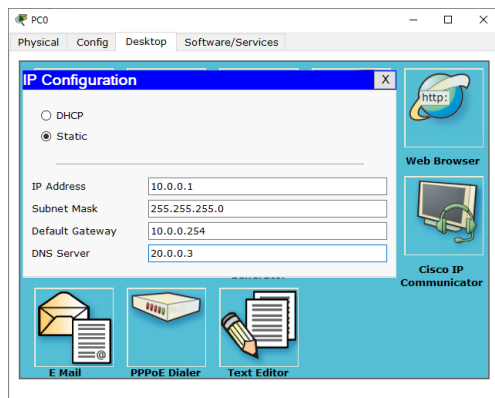 PC0
Physical Config Desktop Software/Services
IP Configuration X
DHCP
Static
IP Address 10.0.0.1
Subnet Mask 255.255.255.0
Default Gateway 10.0.0.254
DNS Server 20.0.0.3
http:
Web Browser
Cisco IP
Communicator
@
E Mail PPPoE Dialer Text Editor